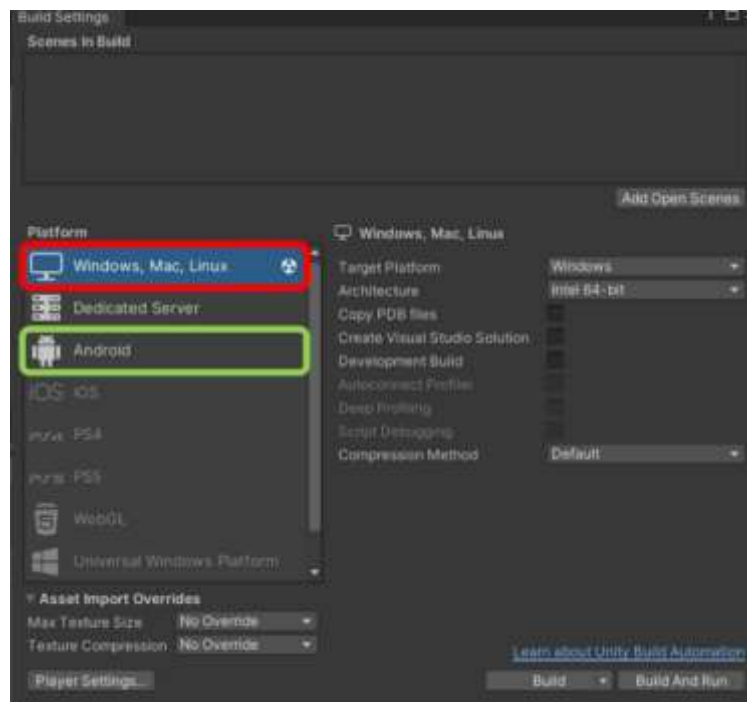 Build Settings
Scenes In Build
Add Open Scenes
Platform
Windows, Mac, Linux
Dedicated Server
Android
iOS iOS
PS4
PS5
WebGL
Universal Windows Platform
Windows, Mac, Linux
Target Platform Windows
Architecture Intel 64-bit
Copy PDB files
Create Visual Studio Solution
Development Build
Autoconnect Profiler
Deep Profiling
Script Debugging
Compression Method Default
Asset Import Overrides
Max Texture Size No Override
Texture Compression No Override
Learn about Unity Build Automation
Player Settings...
Build
Build And Run